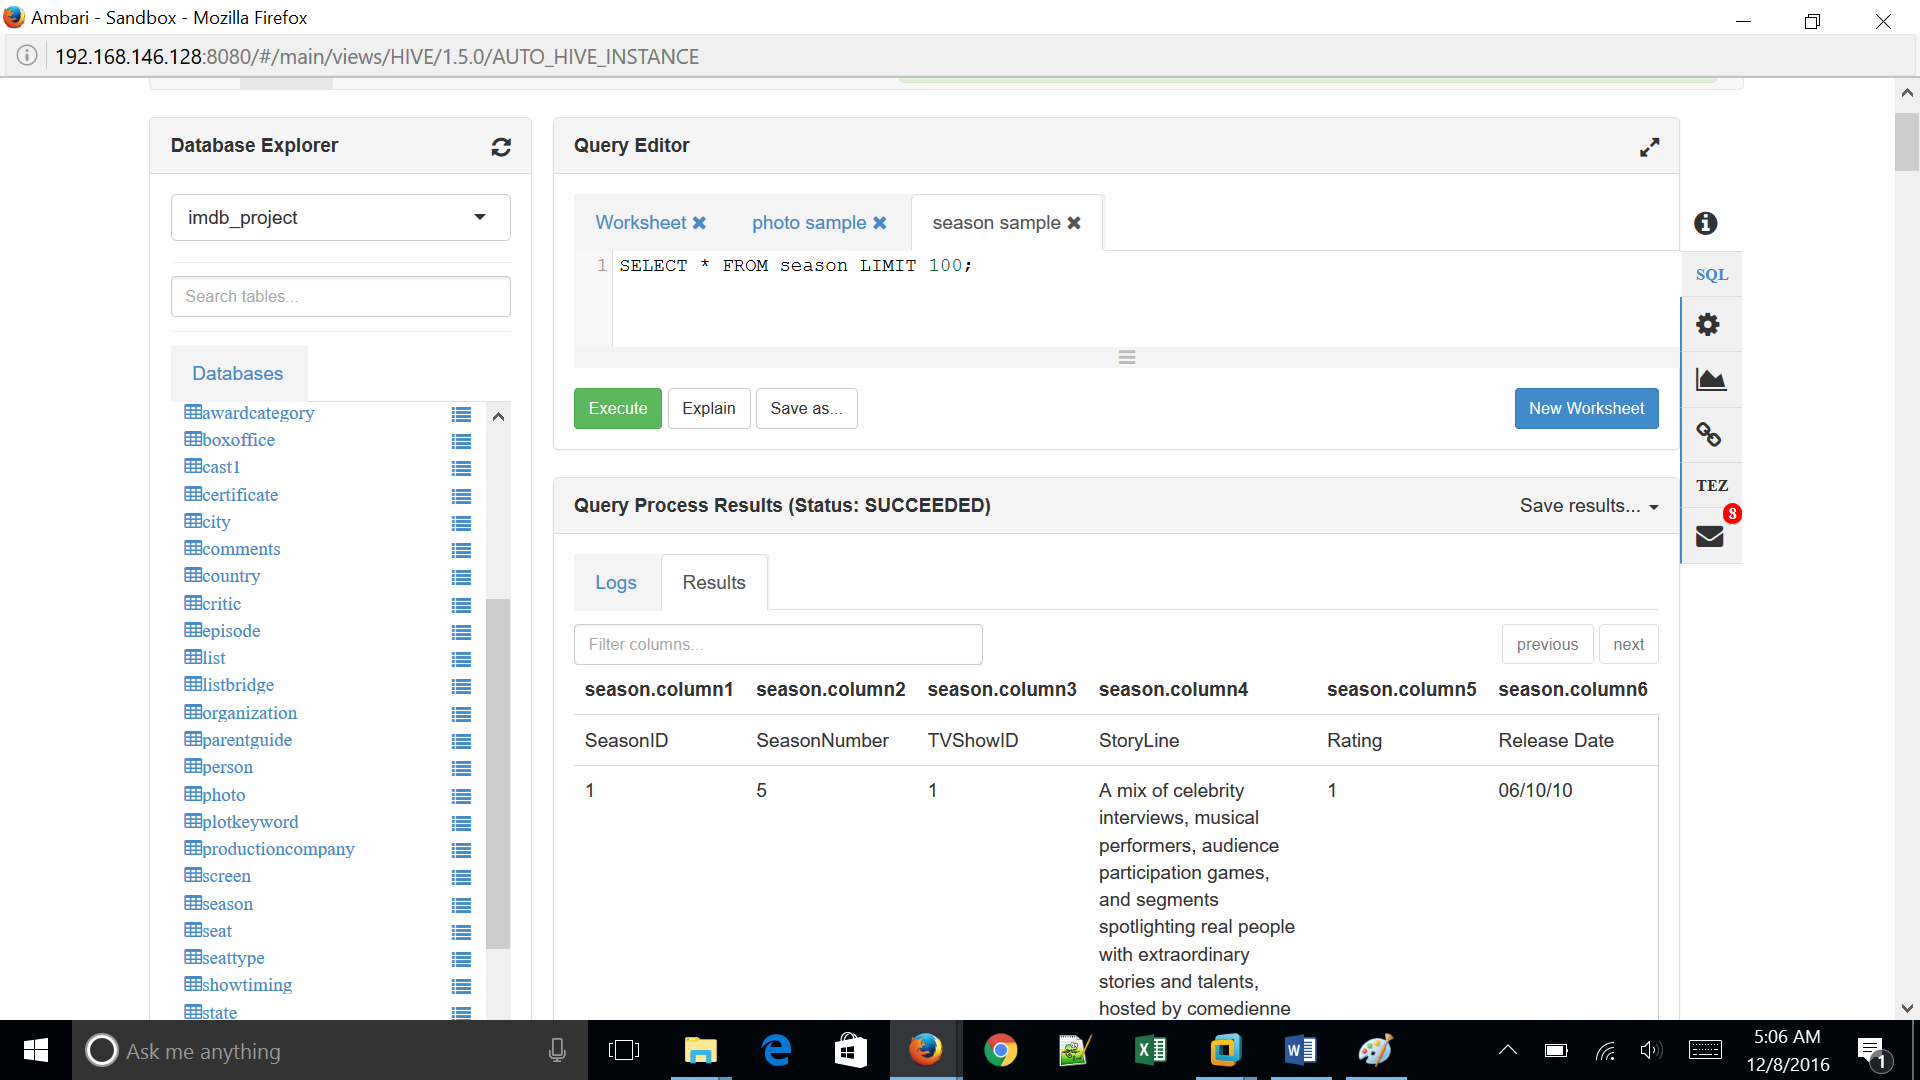 Ambari - Sandbox - Mozilla Firefox
192.168.146.128:8080/#/main/views/HIVE/1.5.0/AUTO_HIVE_INSTANCE
Database Explorer
imdb_project
Search tables...
Databases
awardcategory
boxoffice
cast1
certificate
city
comments
country
critic
episode
list
listbridge
organization
parentguide
person
photo
plotkeyword
productioncompany
screen
season
seat
seattype
showtiming
state
Query Editor
Worksheet photo sample season sample
1 SELECT * FROM season LIMIT 100;
Execute Explain Save as... New Worksheet
Query Process Results (Status: SUCCEEDED) Save results...
Logs Results
Filter columns... previous next
season.column1 season.column2 season.column3 season.column4 season.column5 season.column6
SeasonID SeasonNumber TVShowID StoryLine Rating Release Date
1 5 1 A mix of celebrity 1 06/10/10
interviews, musical
performers, audience
participation games,
and segments
spotlighting real people
with extraordinary
stories and talents,
hosted by comedienne
SQL
TEZ
8
Ask me anything
5:06 AM
12/8/2016
1